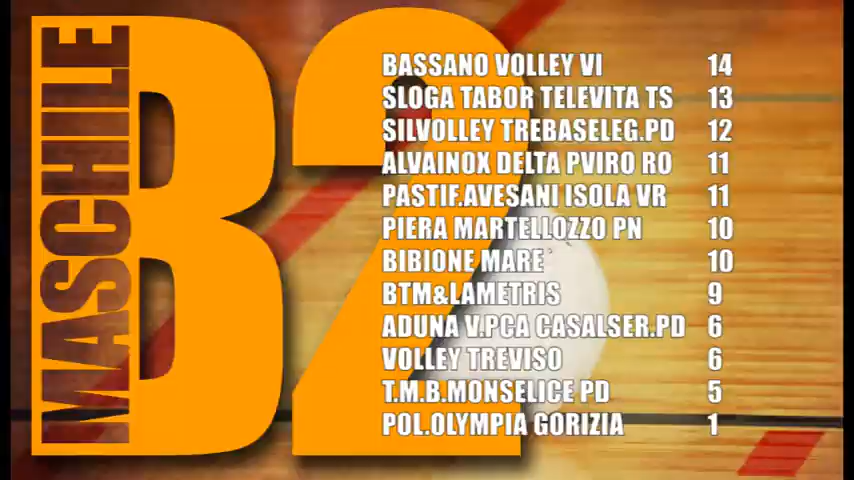 MASCHILE
B2
BASSANO VOLLEY VI 14
SLOGA TABOR TELEVITA TS 13
SILVOLLEY TREBASELEG.PD 12
ALVAINOX DELTA PVIRO RO 11
PASTIF.AVESANI ISOLA VR 11
PIERA MARTELLOZZO PN 10
BIBIONE MARE 10
BTM&LAMETRIS 9
ADUNA V.PCA CASALSER.PD 6
VOLLEY TREVISO 6
T.M.B.MONSELICE PD 5
POL.OLYMPIA GORIZIA 1